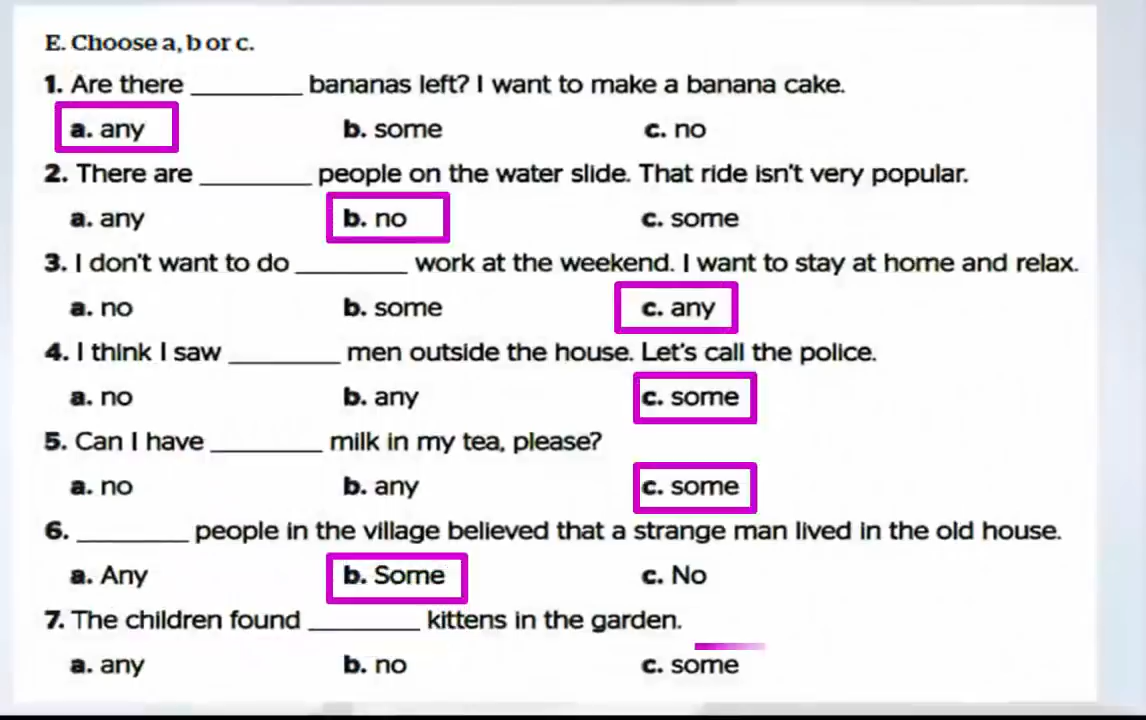 E. Choose a, b or c.
1. Are there ________ bananas left? I want to make a banana cake.
a. any b. some c. no
2. There are ________ people on the water slide. That ride isn't very popular.
a. any b. no c. some
3. I don't want to do ________ work at the weekend. I want to stay at home and relax.
a. no b. some c. any
4. I think I saw ________ men outside the house. Let's call the police.
a. no b. any c. some
5. Can I have ________ milk in my tea, please?
a. no b. any c. some
6. ________ people in the village believed that a strange man lived in the old house.
a. Any b. Some c. No
7. The children found ________ kittens in the garden.
a. any b. no c. some